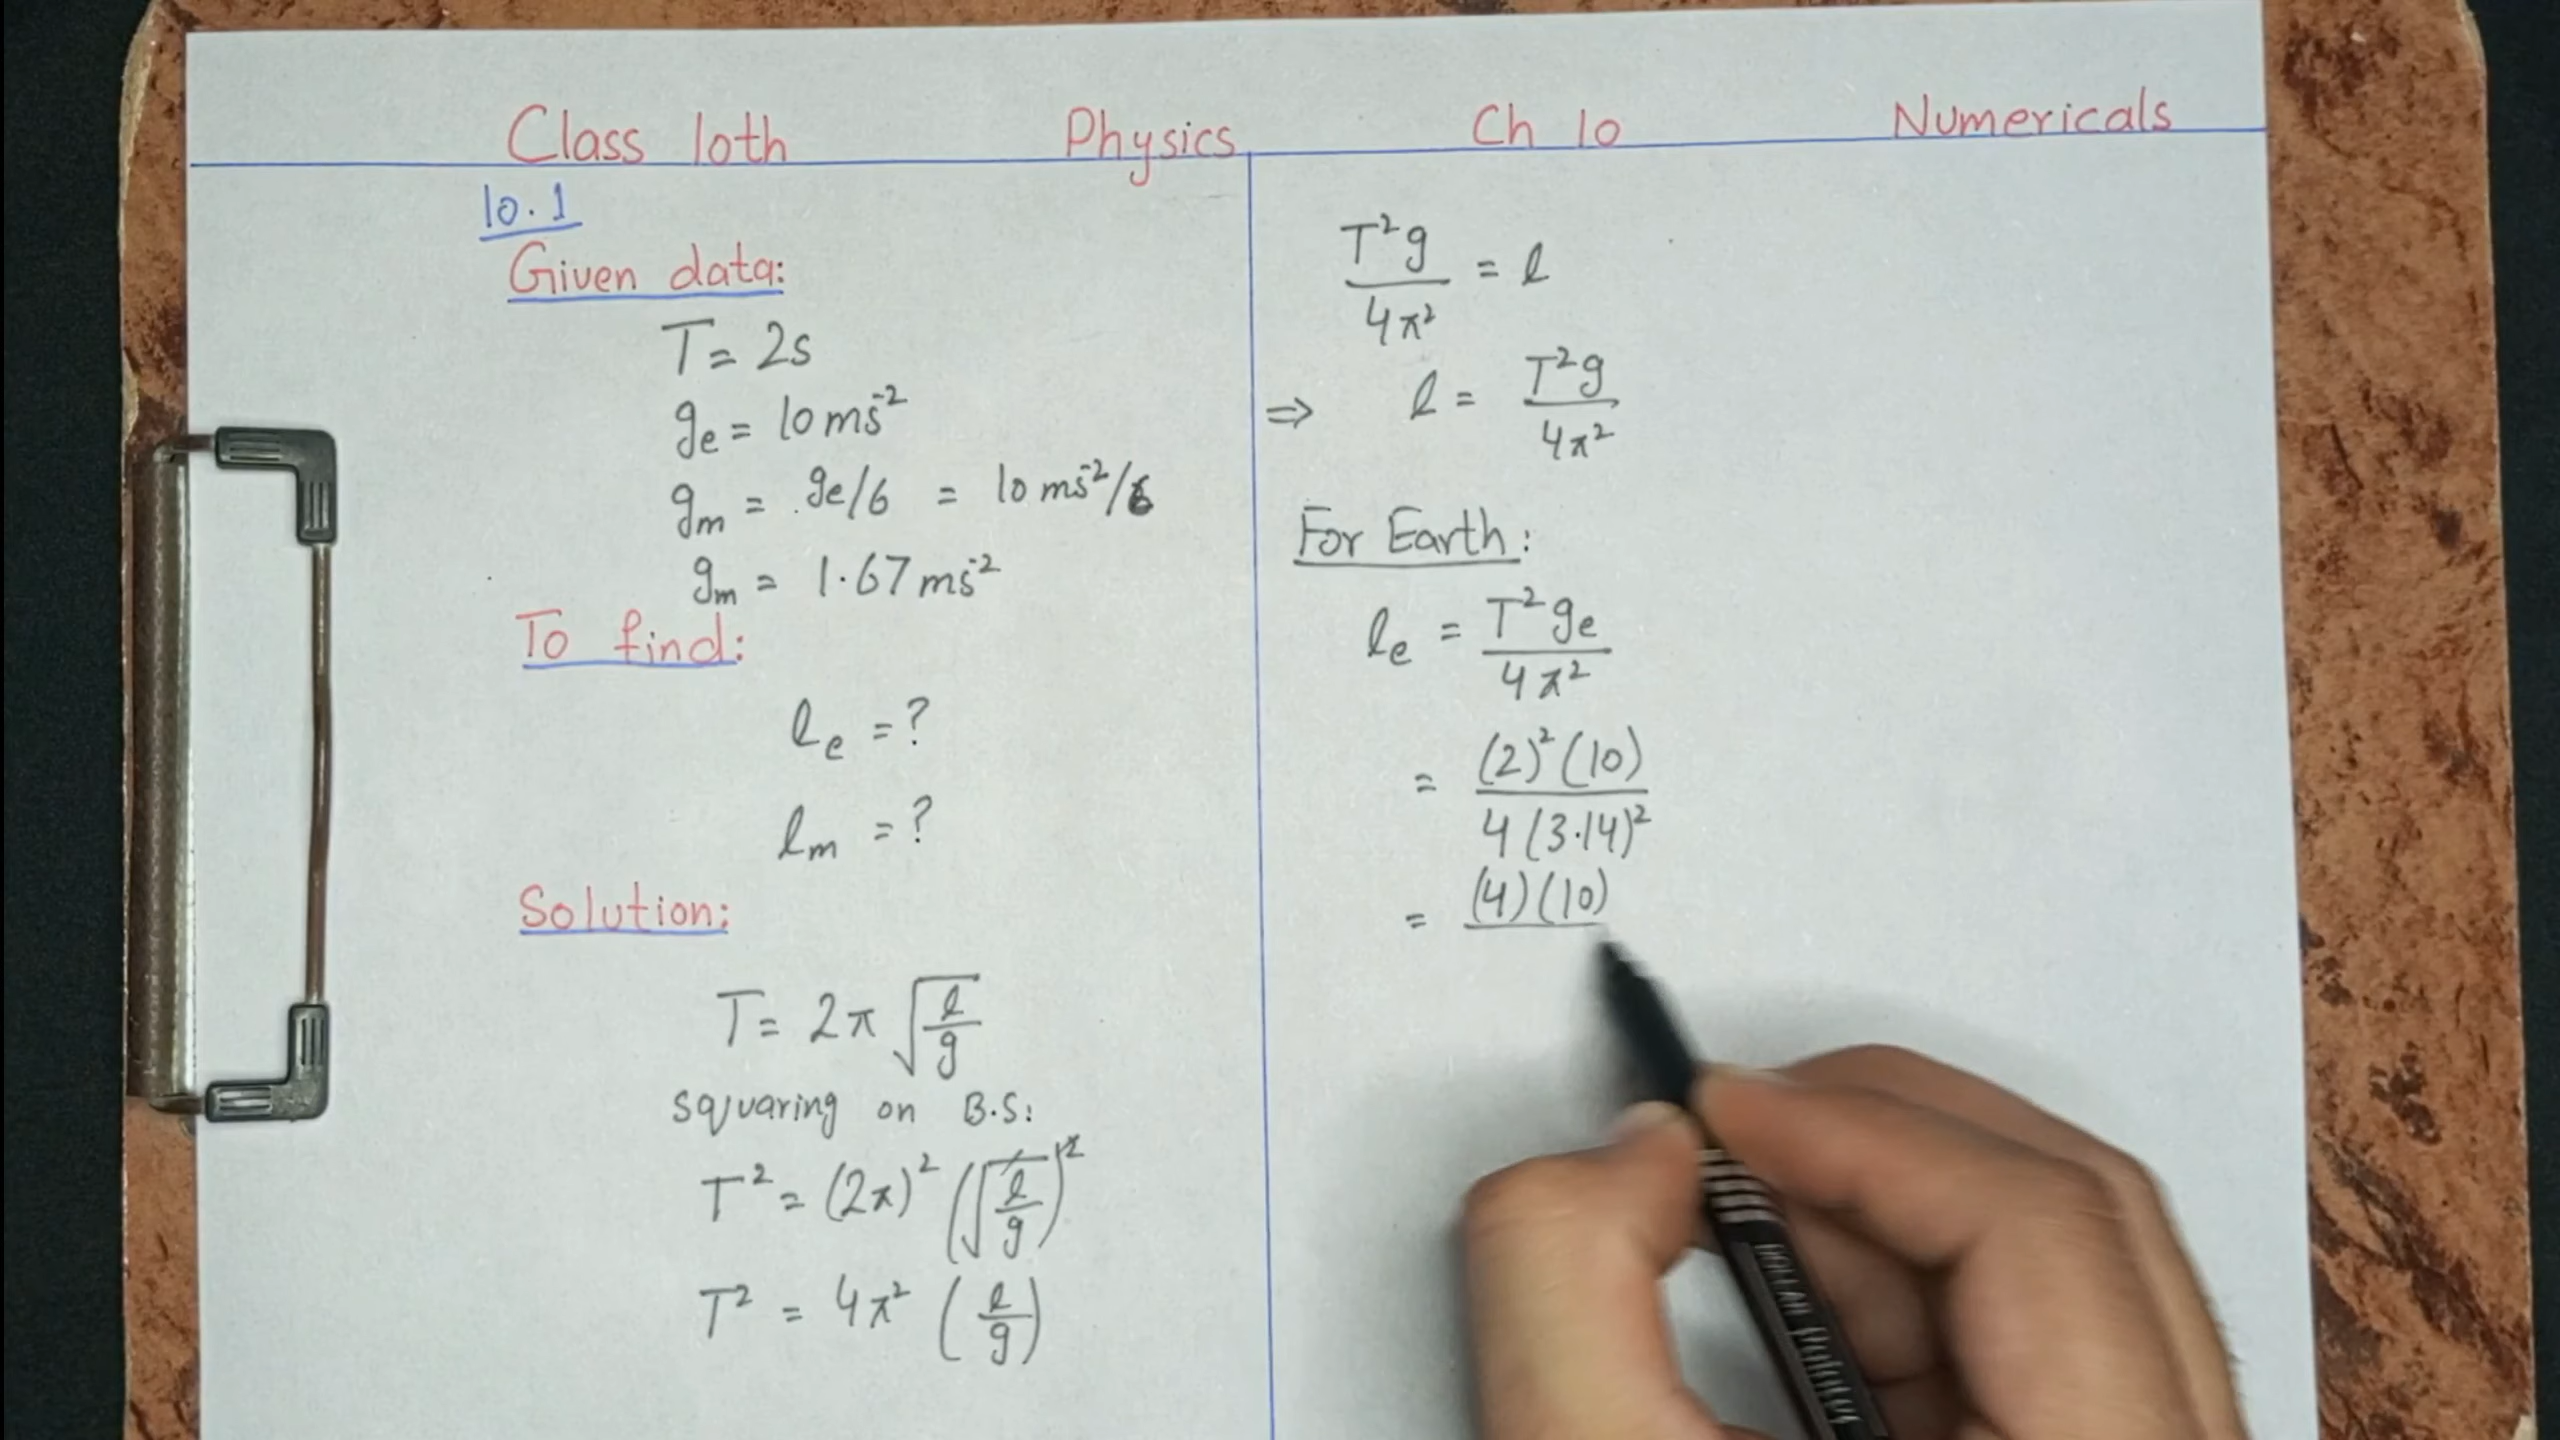 Class 10th Physics Ch 10 Numericals
10.1
Given data:
T = 2s
ge = 10 ms⁻²
gm = ge/6 = 10 ms⁻²/6
gm = 1.67 ms⁻²
To find:
le = ?
lm = ?
Solution:
T = 2π √(l/g)
squaring on B.S:
T² = (2π)² (√(l/g))²
T² = 4π² (l/g)
T²g/4π² = l
⇒ l = T²g/4π²
For Earth:
le = T²ge/4π²
= (2)²(10)/4(3.14)²
= (4)(10)
DOLLAR